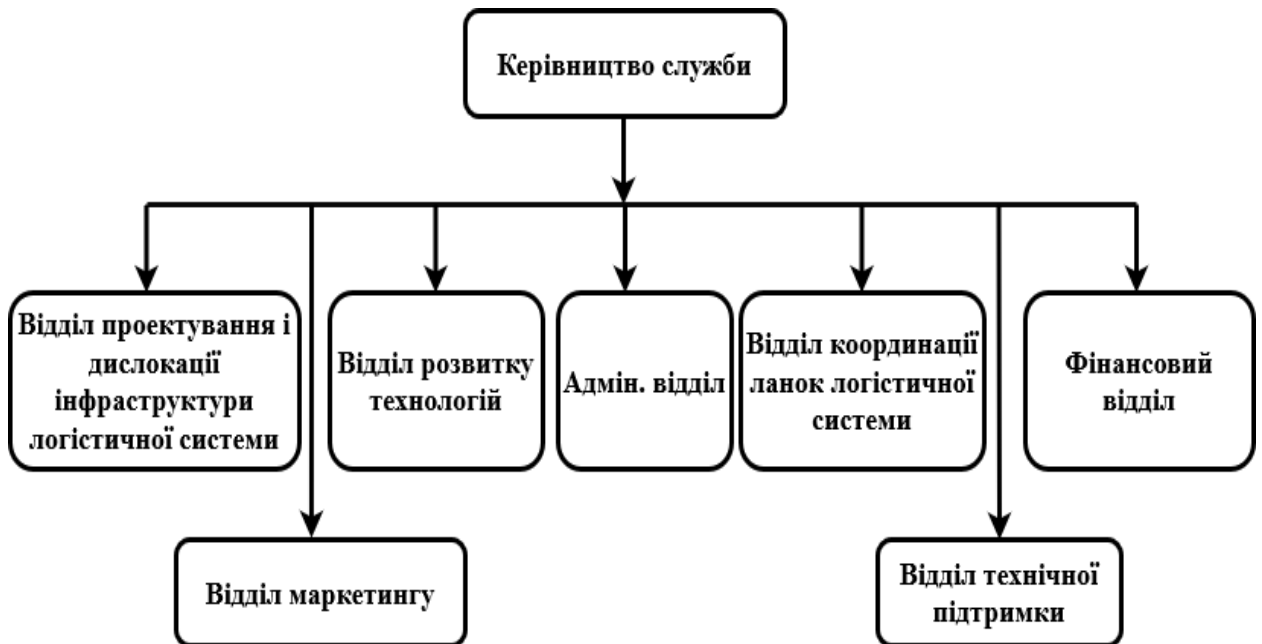 Керівництво служби
Відділ проектування і
дислокації
інфраструктури
логістичної системи
Відділ розвитку
технологій
Адмін. відділ
Відділ координації
ланок логістичної
системи
Фінансовий
відділ
Відділ маркетингу
Відділ технічної
підтримки